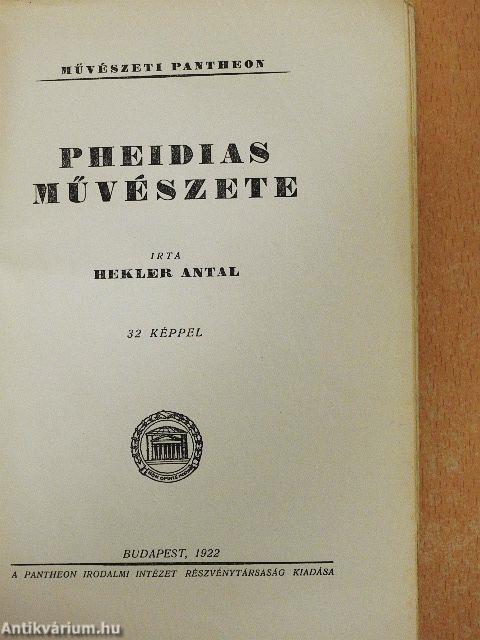 MŰVÉSZETI PANTHEON
PHEIDIAS
MŰVÉSZETE
IRTA
HEKLER ANTAL
32 KÉPPEL
BUDAPEST, 1922
A PANTHEON IRODALMI INTÉZET RÉSZVÉNYTÁRSASÁG KIADÁSA
Antikvárium.hu